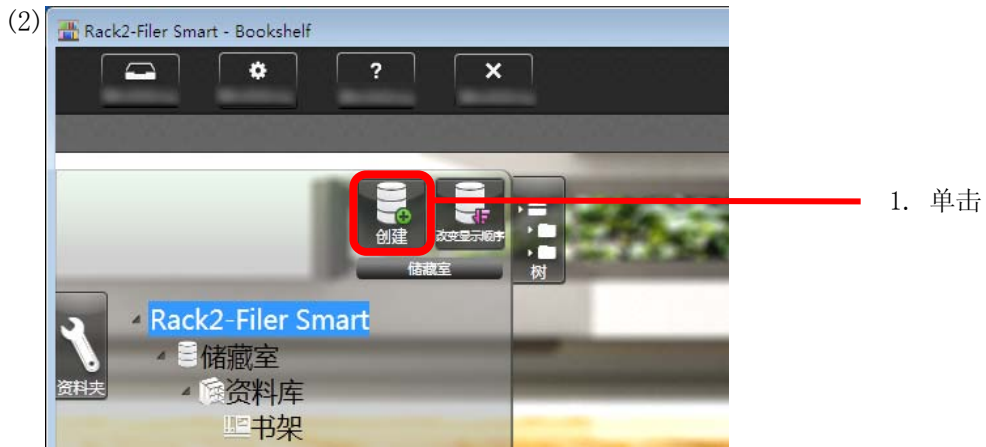 (2)
Rack2-Filer Smart - Bookshelf
?
1. 单击
创建
改变显示顺序
储藏室
树
Rack2-Filer Smart
储藏室
资料夹
资料库
书架